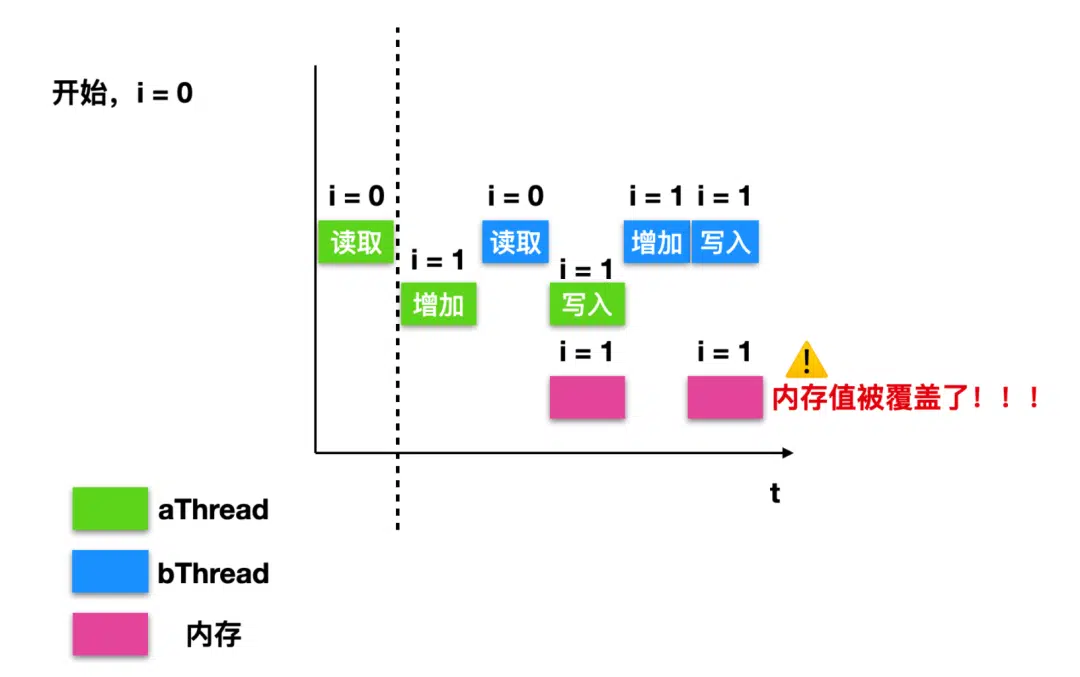 开始，i = 0
i = 0
i = 0
i = 1 i = 1
读取
读取
增加 写入
i = 1
i = 1
增加
写入
i = 1
i = 1
内存值被覆盖了！！！
t
aThread
bThread
内存